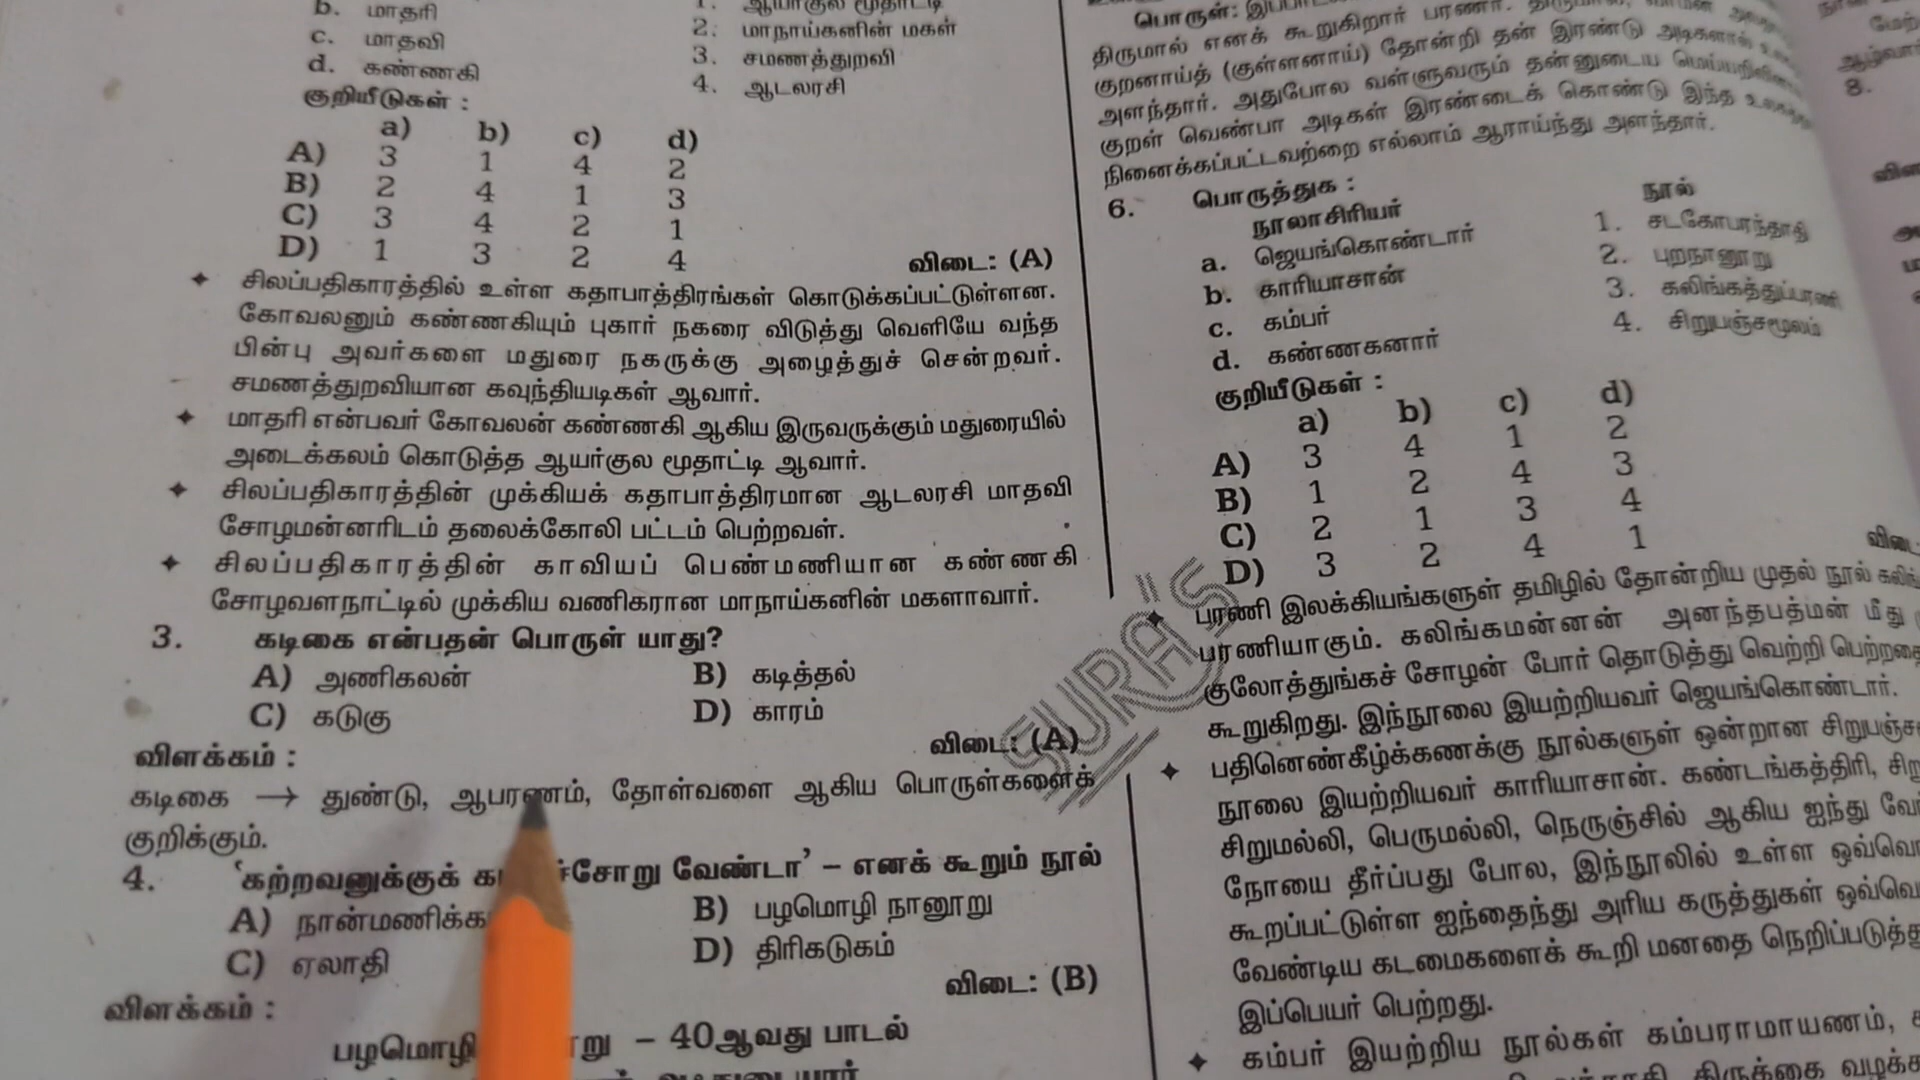 b. மாதரி
c. மாதவி
d. கண்ணகி
1. ஆயர்குல மூதாட்டி
2. மாநாய்கனின் மகள்
3. சமணத்துறவி
4. ஆடலரசி
குறியீடுகள் :
a) b) c) d)
A) 3 1 4 2
B) 2 4 1 3
C) 3 4 2 1
D) 1 3 2 4
விடை: (A)
✦ சிலப்பதிகாரத்தில் உள்ள கதாபாத்திரங்கள் கொடுக்கப்பட்டுள்ளன.
கோவலனும் கண்ணகியும் புகார் நகரை விடுத்து வெளியே வந்த
பின்பு அவர்களை மதுரை நகருக்கு அழைத்துச் சென்றவர்.
சமணத்துறவியான கவுந்தியடிகள் ஆவார்.
✦ மாதரி என்பவர் கோவலன் கண்ணகி ஆகிய இருவருக்கும் மதுரையில்
அடைக்கலம் கொடுத்த ஆயர்குல மூதாட்டி ஆவார்.
✦ சிலப்பதிகாரத்தின் முக்கியக் கதாபாத்திரமான ஆடலரசி மாதவி
சோழமன்னரிடம் தலைக்கோலி பட்டம் பெற்றவள்.
✦ சிலப்பதிகாரத்தின் காவியப் பெண்மணியான கண்ணகி
சோழவளநாட்டில் முக்கிய வணிகரான மாநாய்கனின் மகளாவார்.
3. கடிகை என்பதன் பொருள் யாது?
A) அணிகலன் B) கடித்தல்
C) கடுகு D) காரம்
விடை: (A)
விளக்கம் :
கடிகை → துண்டு, ஆபரணம், தோள்வளை ஆகிய பொருள்களைக்
குறிக்கும்.
4. 'கற்றவனுக்குக் வேண்டா' – எனக் கூறும் நூல்
A) B) பழமொழி நானூறு
C) ஏலாதி D) திரிகடுகம்
விடை: (B)
விளக்கம் :
பழமொழி – 40ஆவது பாடல்
பொருள்: கூறுகிறார் பரணர்.
திருமால் எனக் கூறுகிறார் பரணர்.
குறளாய்த் (குள்ளனாய்) தோன்றி தன் இரண்டு அடிகளால்
அளந்தார். அதுபோல வள்ளுவரும் தன்னுடைய
குறள் வெண்பா அடிகள் இரண்டைக் கொண்டு இந்த
நினைக்கப்பட்டவற்றை எல்லாம் ஆராய்ந்து அளந்தார்.
6. பொருத்துக :
நூலாசிரியர் நூல்
a. ஜெயங்கொண்டார் 1. சடகோபரந்தாதி
b. காரியாசான் 2. புறநானூறு
c. கம்பர் 3. கலிங்கத்துப்பரணி
d. கண்ணகனார் 4. சிறுபஞ்சமூலம்
குறியீடுகள் :
a) b) c) d)
A) 3 4 1 2
B) 1 2 4 3
C) 2 1 3 4
D) 3 2 4 1
SURA'S
✦ பரணி இலக்கியங்களுள் தமிழில் தோன்றிய முதல் நூல்
பரணியாகும். கலிங்கமன்னன் அனந்தபத்மன் மீது
குலோத்துங்கச் சோழன் போர் தொடுத்து வெற்றி
கூறுகிறது. இந்நூலை இயற்றியவர் ஜெயங்கொண்டார்.
✦ பதினெண்கீழ்க்கணக்கு நூல்களுள் ஒன்றான
நூலை இயற்றியவர் காரியாசான். கண்டங்கத்திரி,
சிறுமல்லி, பெருமல்லி, நெருஞ்சில் ஆகிய ஐந்து
நோயை தீர்ப்பது போல, இந்நூலில் உள்ள
கூறப்பட்டுள்ள ஐந்தைந்து அரிய கருத்துகள்
வேண்டிய கடமைகளைக் கூறி மனதை
இப்பெயர் பெற்றது.
✦ கம்பர் இயற்றிய நூல்கள் கம்பராமாயணம்,
8.